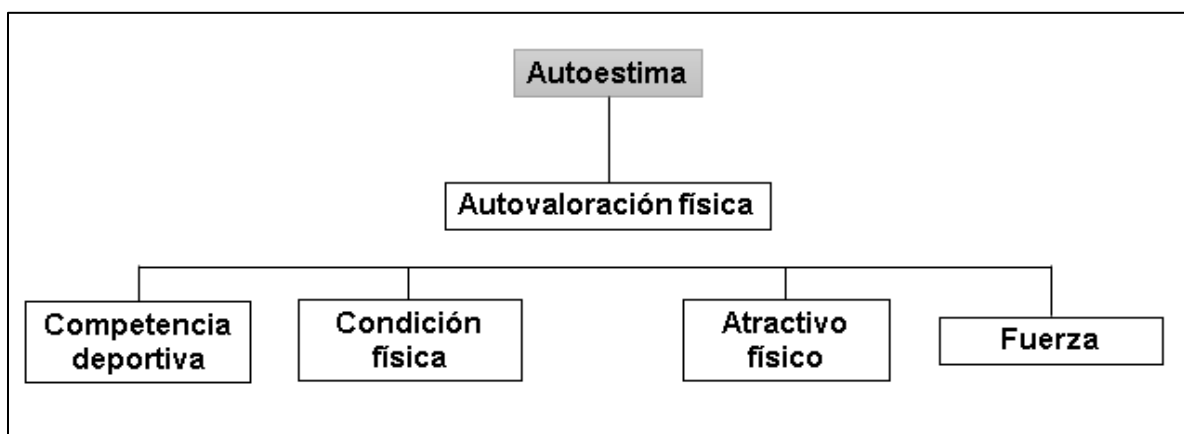 Autoestima
Autovaloración física
Competencia
deportiva
Condición
física
Atractivo
físico
Fuerza